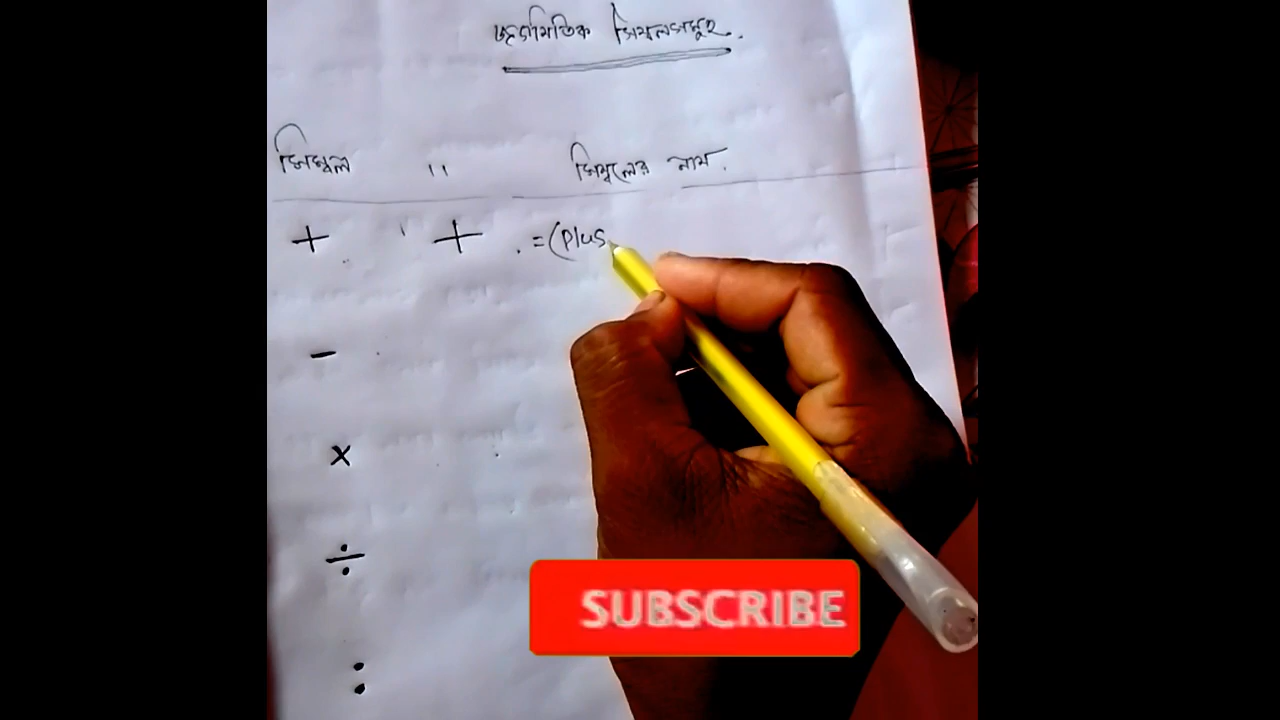 জ্যামিতিক সিম্বলসমূহ.
সিম্বল " সিম্বলের নাম.
+ ' + . = (plus
-
×
÷
:
SUBSCRIBE